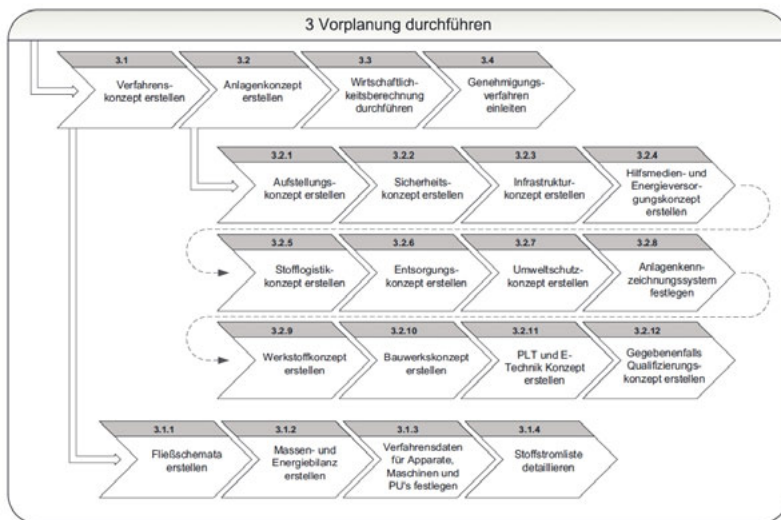 3 Vorplanung durchführen
3.1
Verfahrens-
konzept erstellen
3.2
Anlagenkonzept
erstellen
3.3
Wirtschaftlich-
keitsberechnung
durchführen
3.4
Genehmigungs-
verfahren
einleiten
3.2.1
Aufstellungs-
konzept erstellen
3.2.2
Sicherheits-
konzept erstellen
3.2.3
Infrastruktur-
konzept erstellen
3.2.4
Hilfsmedien- und
Energieversor-
gungskonzept
erstellen
3.2.5
Stofflogistik-
konzept erstellen
3.2.6
Entsorgungs-
konzept erstellen
3.2.7
Umweltschutz-
konzept erstellen
3.2.8
Anlagenkenn-
zeichnungssystem
festlegen
3.2.9
Werkstoffkonzept
erstellen
3.2.10
Bauwerkskonzept
erstellen
3.2.11
PLT und E-
Technik Konzept
erstellen
3.2.12
Gegebenenfalls
Qualifizierungs-
konzept erstellen
3.1.1
Fließschemata
erstellen
3.1.2
Massen- und
Energiebilanz
erstellen
3.1.3
Verfahrensdaten
für Apparate,
Maschinen und
PU's festlegen
3.1.4
Stoffstromliste
detaillieren